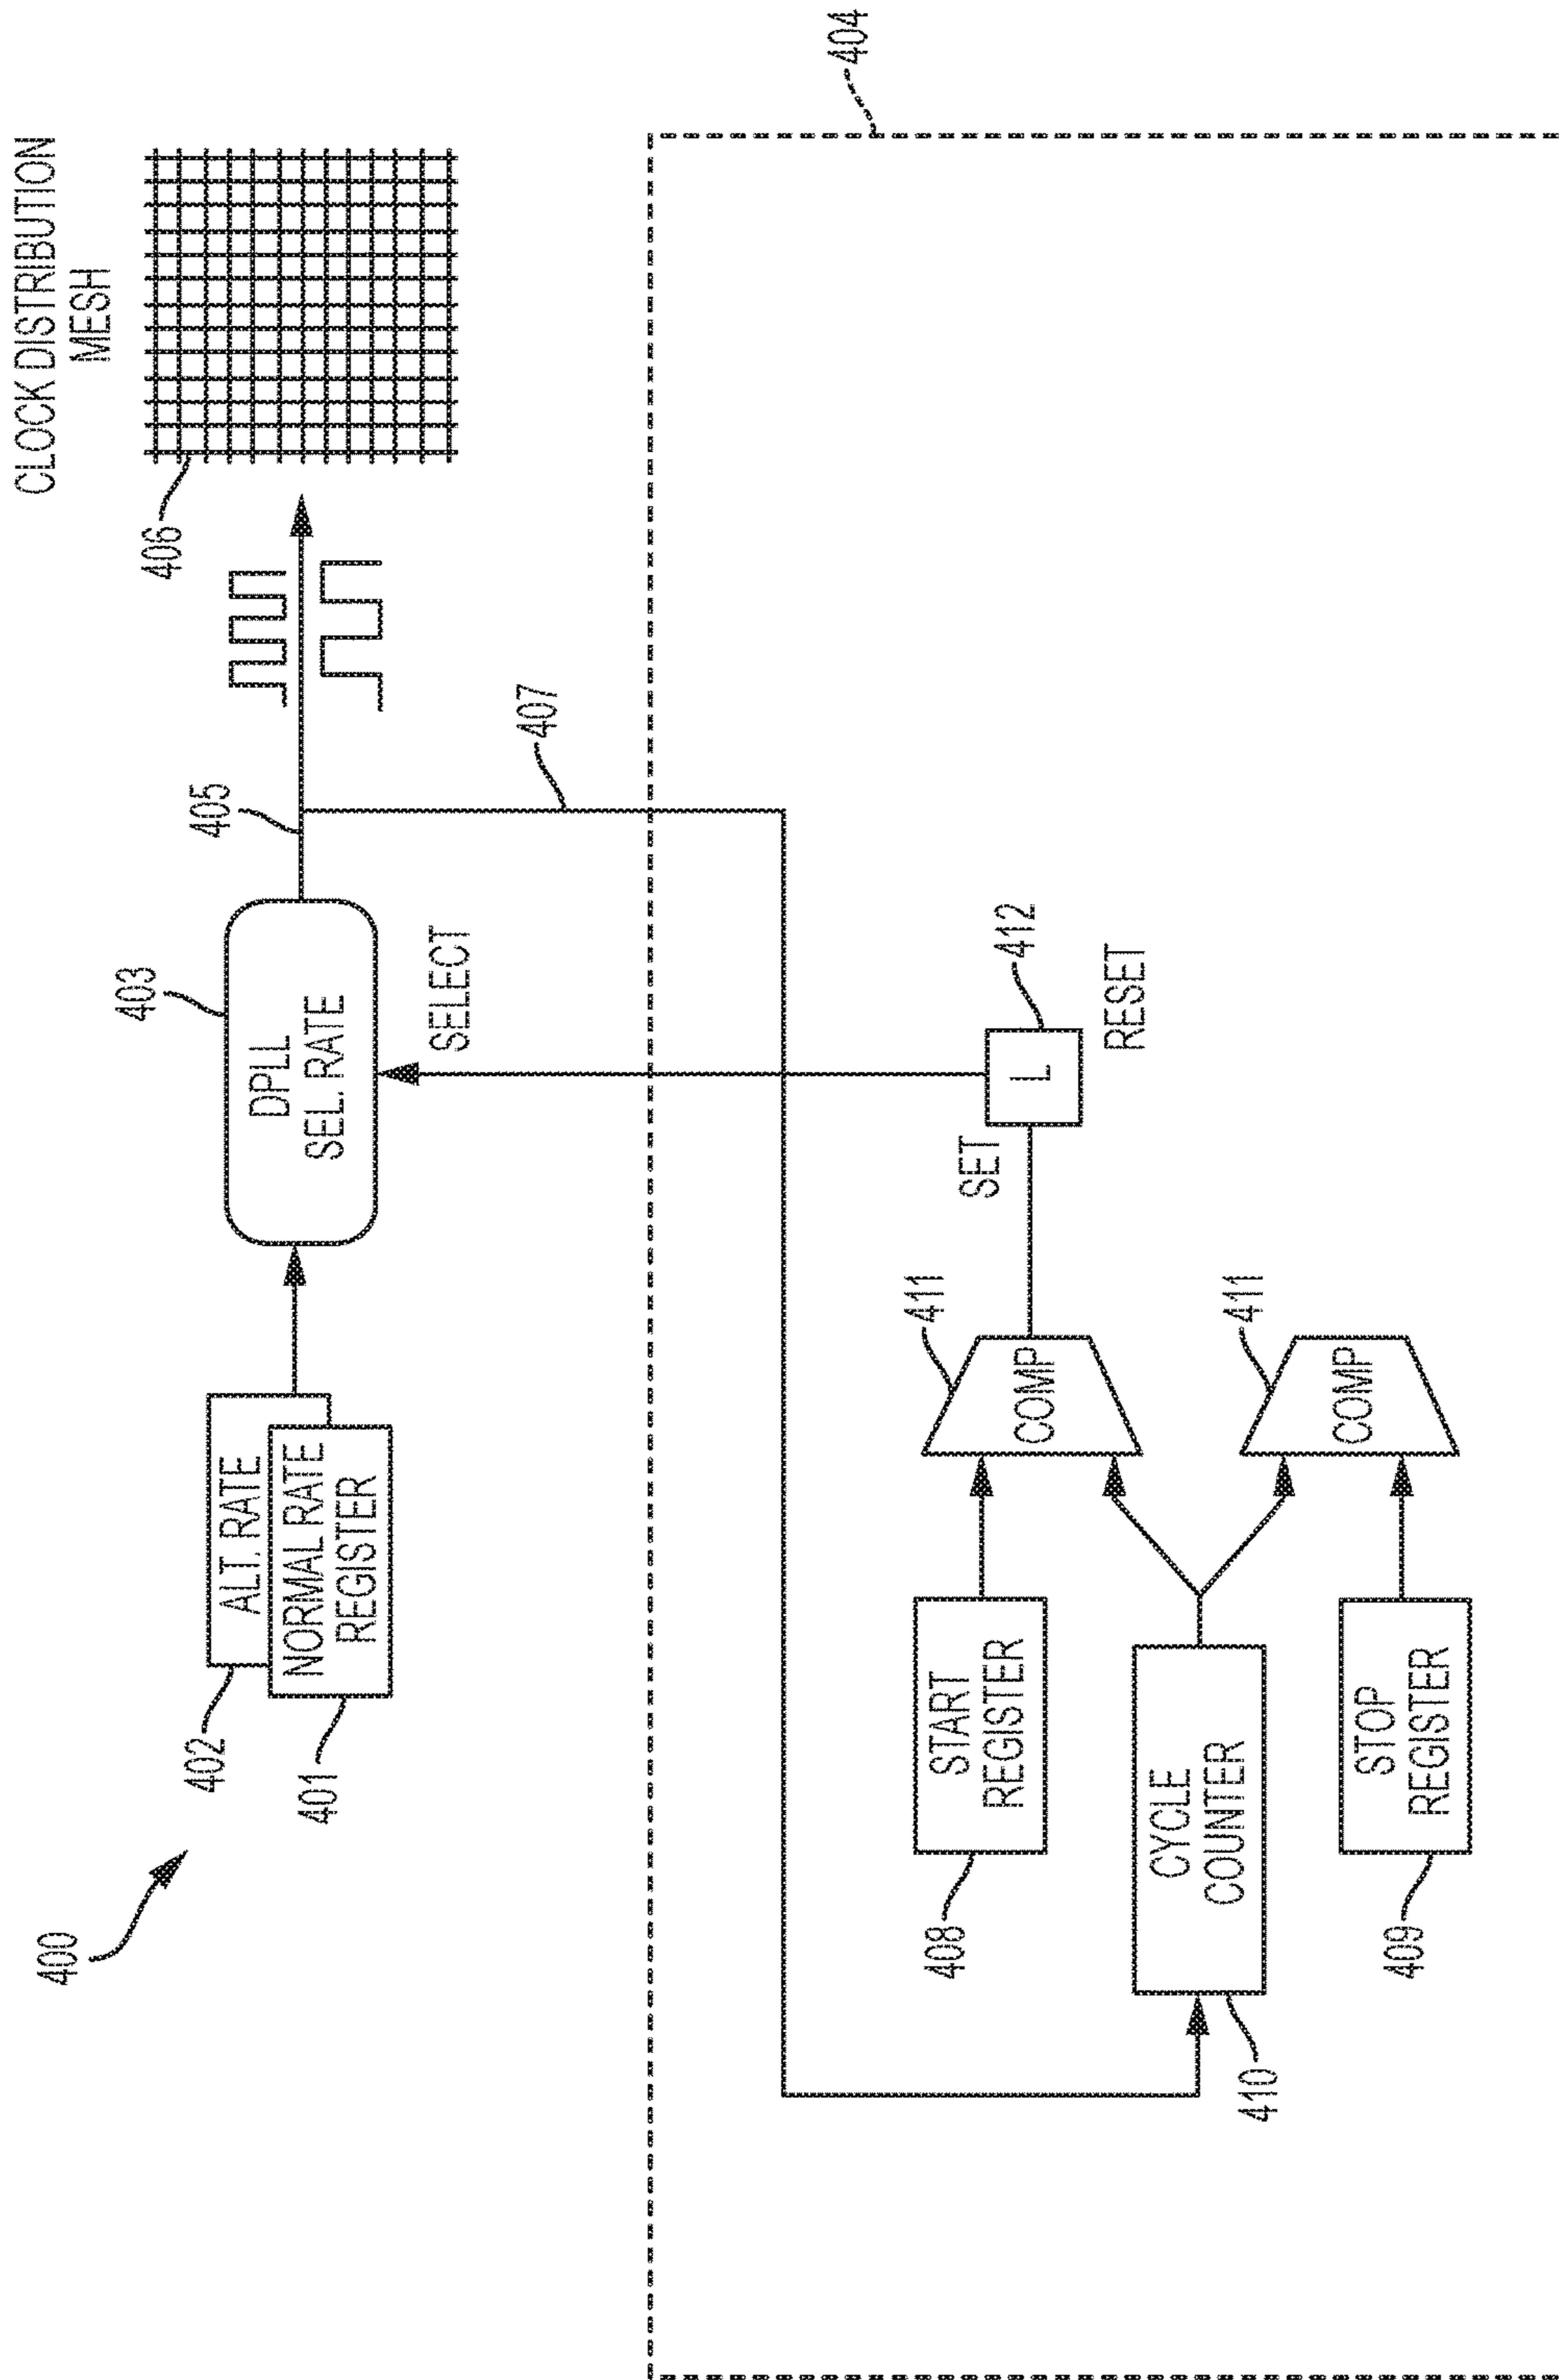 400
402
401
ALT. RATE
NORMAL RATE
REGISTER
403
DPLL
SEL. RATE
SELECT
405
407
CLOCK DISTRIBUTION
MESH
406
404
408
START
REGISTER
410
CYCLE
COUNTER
409
STOP
REGISTER
411
COMP
411
COMP
SET
L
412
RESET